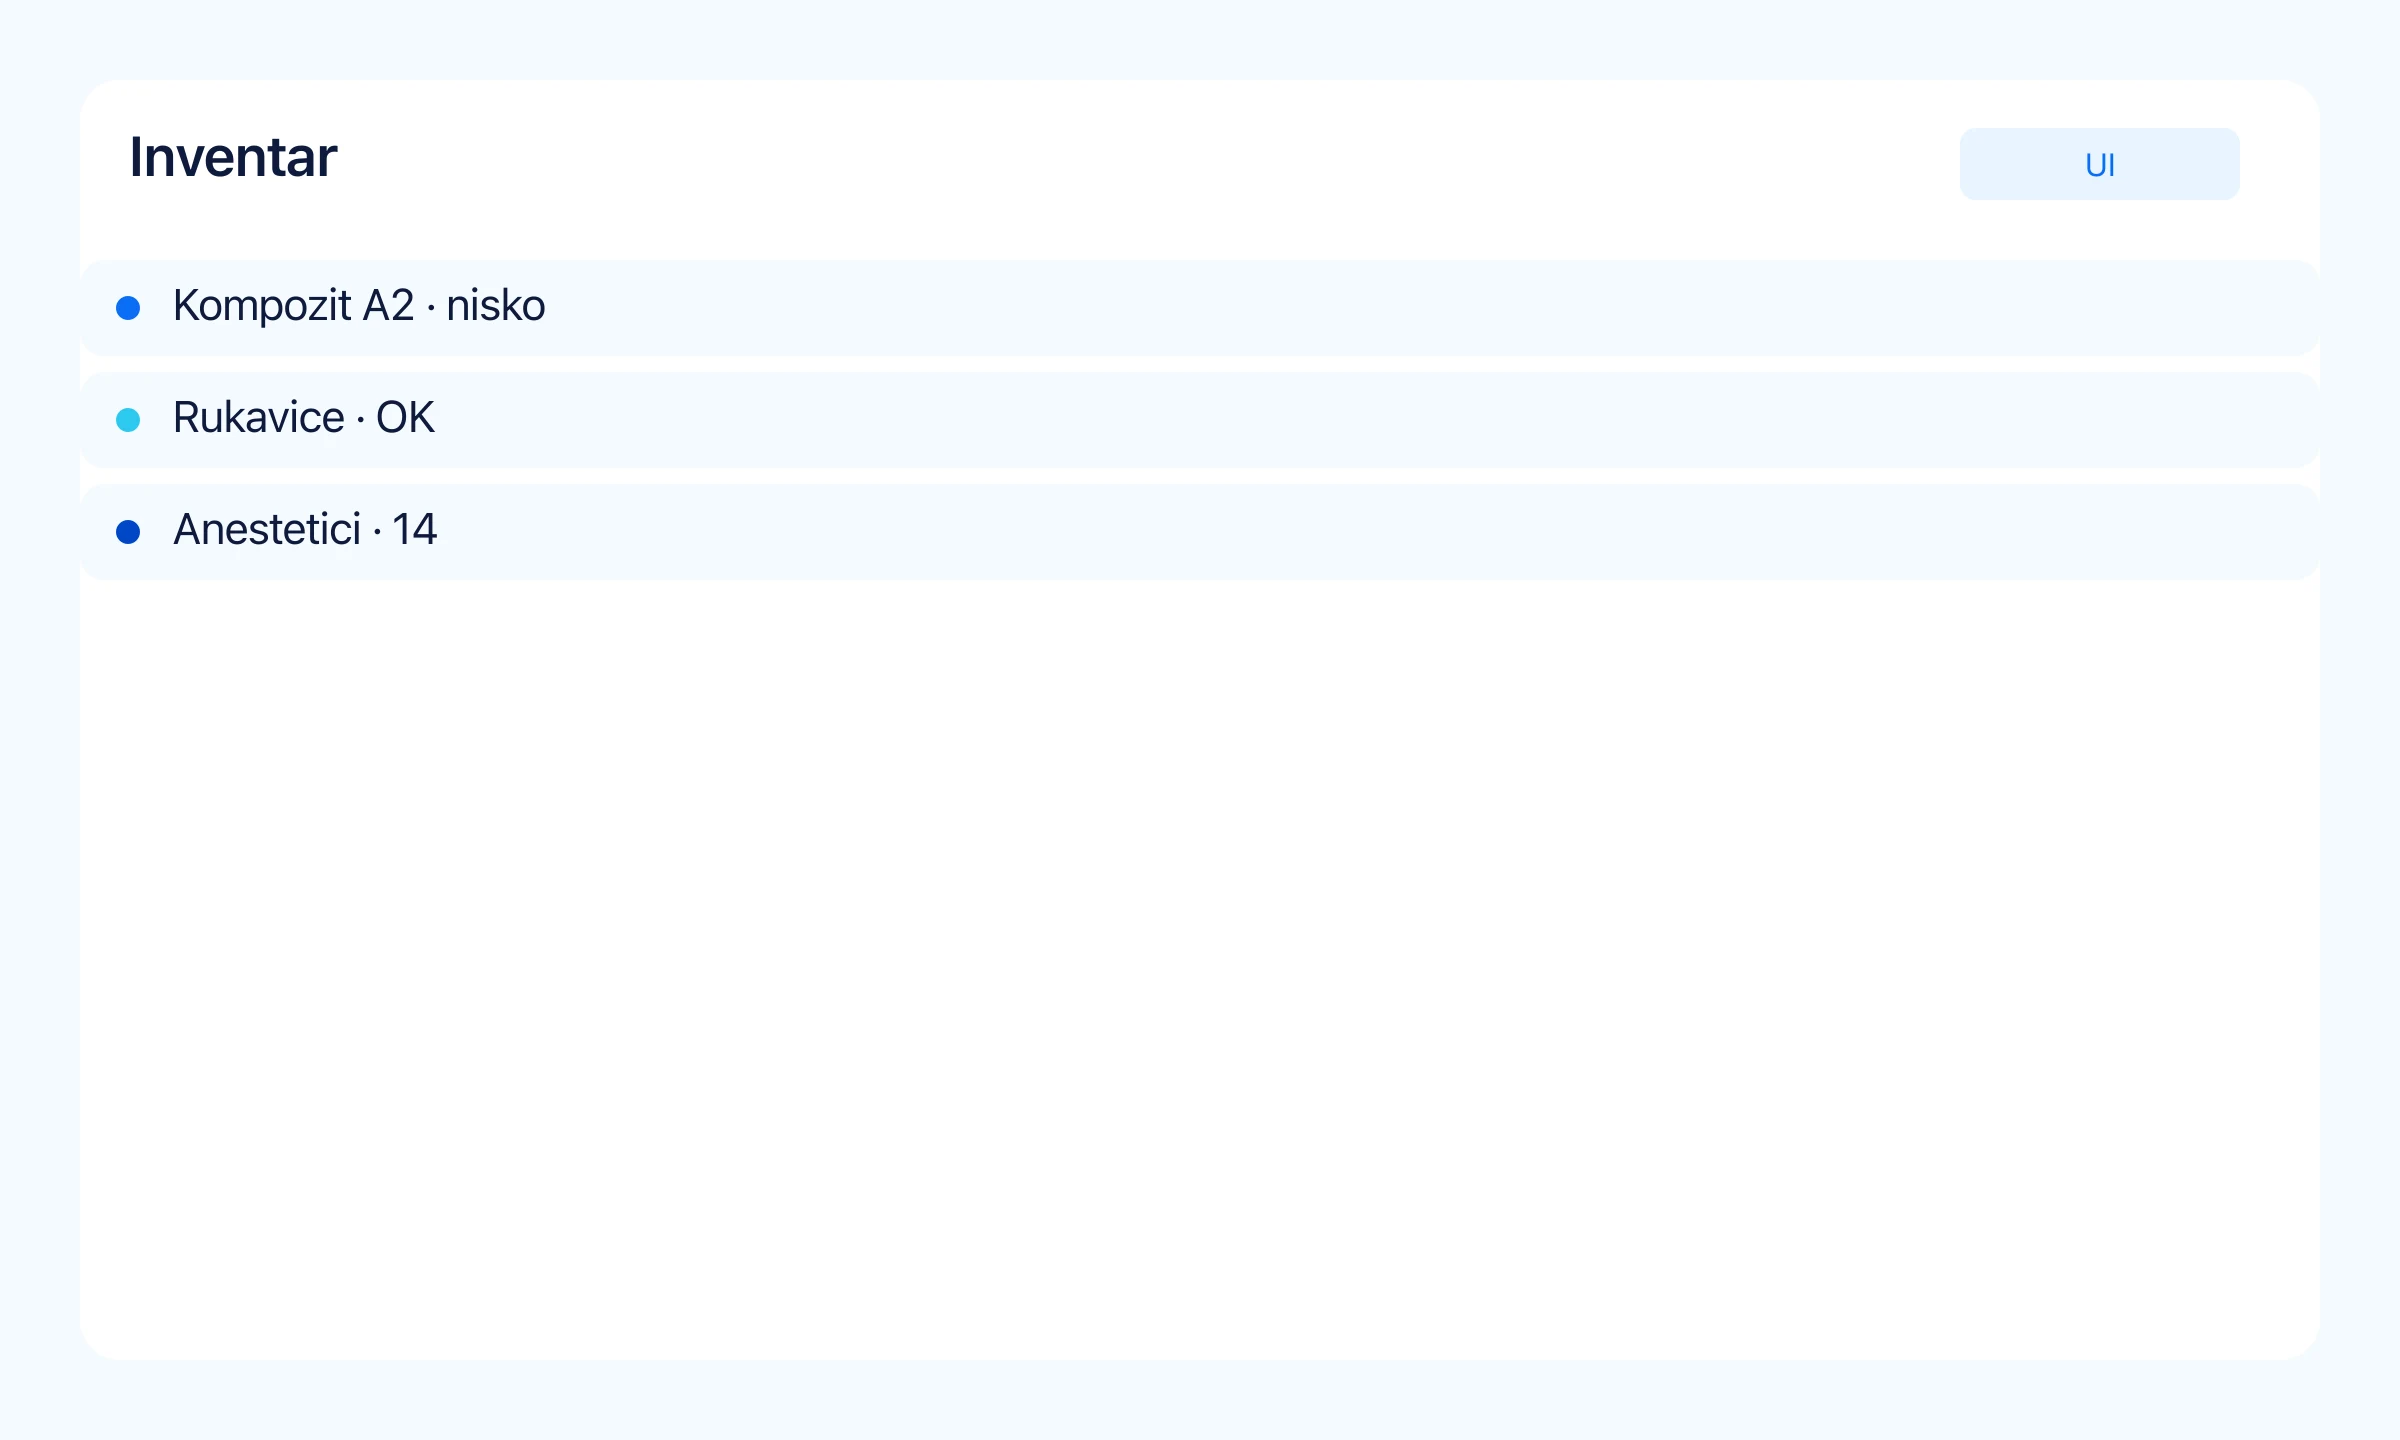 Inventar
UI
Kompozit A2 · nisko
Rukavice · OK
Anestetici · 14